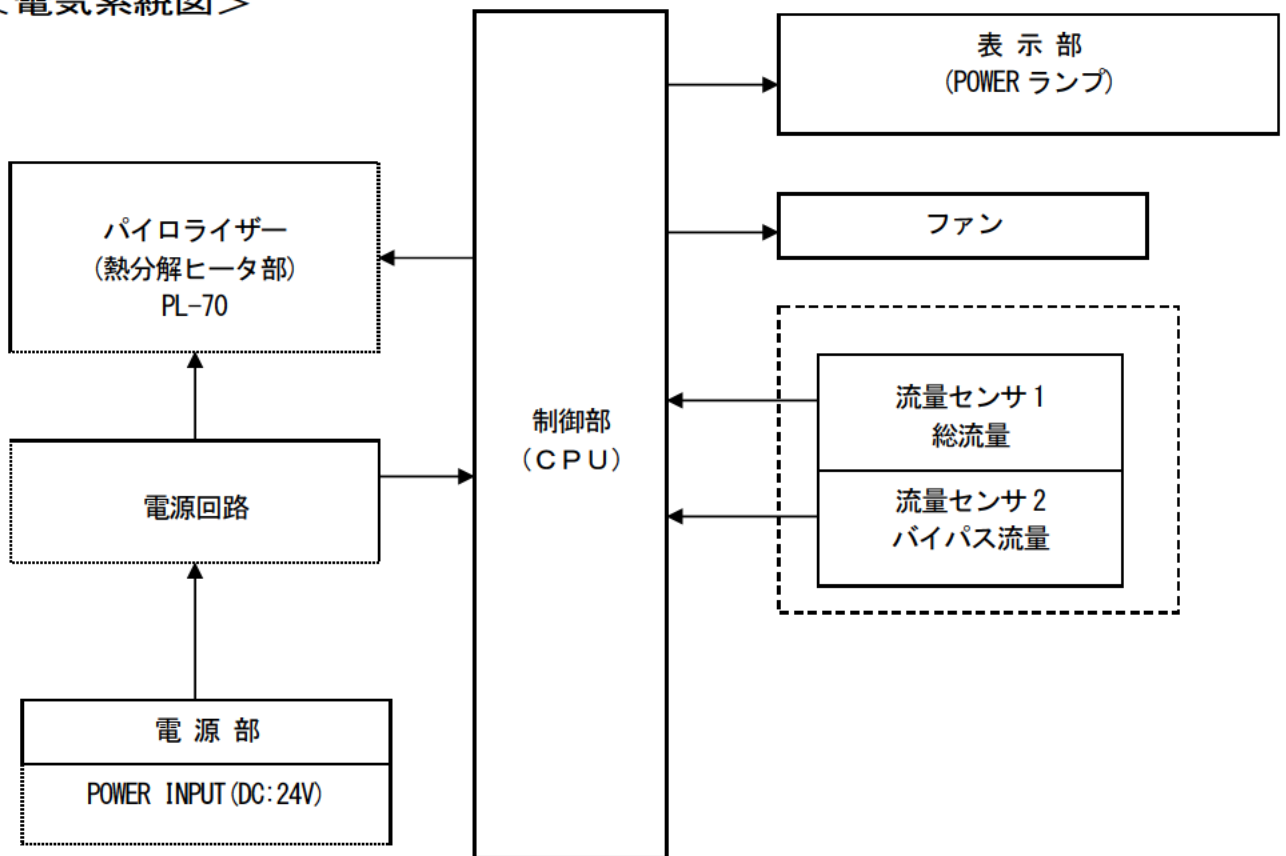 ＜電気系統図＞
表 示 部
(POWER ランプ)
パイロライザー
(熱分解ヒータ部)
PL-70
ファン
制御部
（ＣＰＵ）
流量センサ1
総流量
流量センサ2
バイパス流量
電源回路
電 源 部
POWER INPUT(DC:24V)